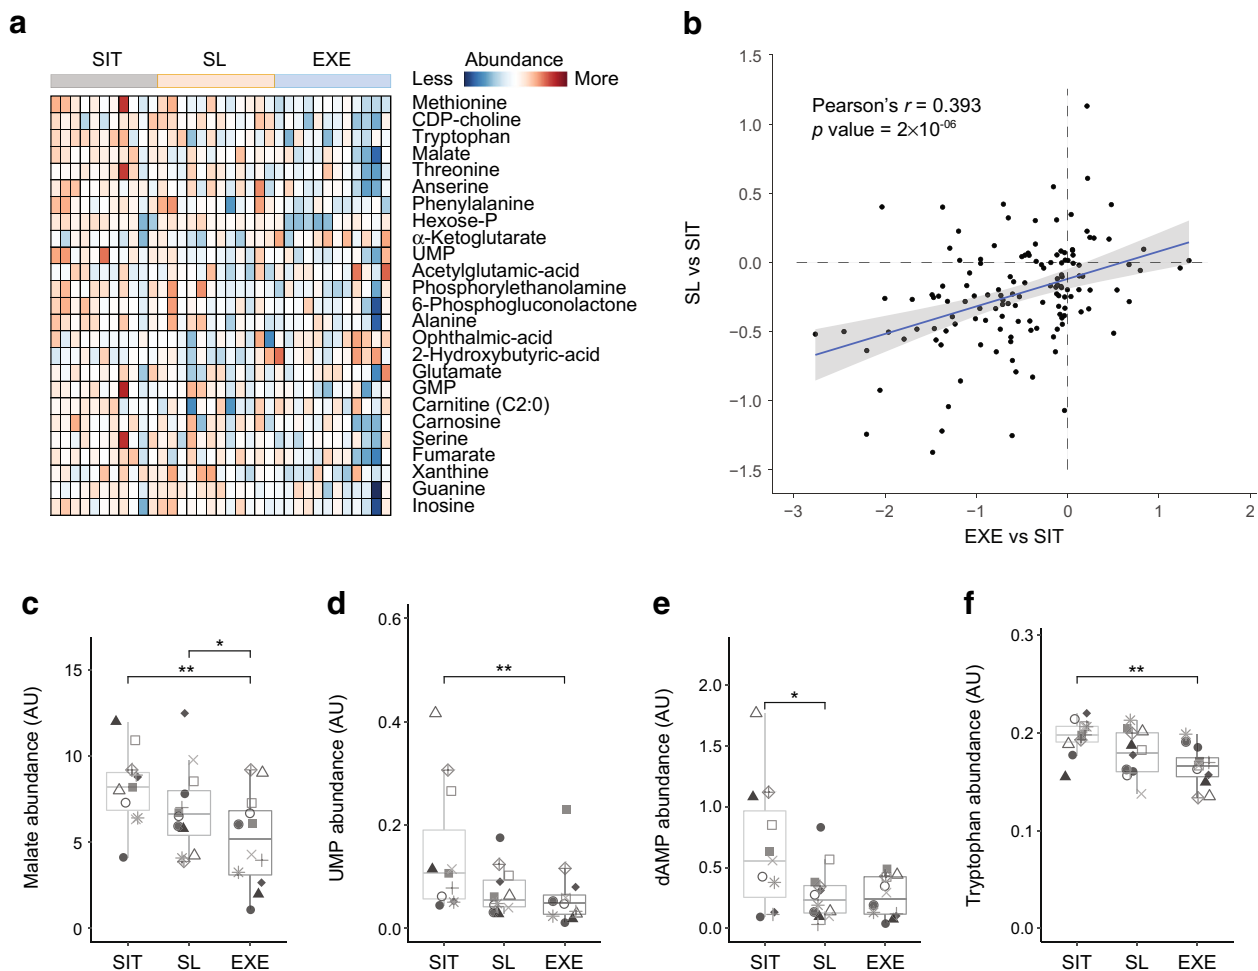 a
SIT SL EXE
Abundance
Less More
Methionine
CDP-choline
Tryptophan
Malate
Threonine
Anserine
Phenylalanine
Hexose-P
α-Ketoglutarate
UMP
Acetylglutamic-acid
Phosphorylethanolamine
6-Phosphogluconolactone
Alanine
Ophthalmic-acid
2-Hydroxybutyric-acid
Glutamate
GMP
Carnitine (C2:0)
Carnosine
Serine
Fumarate
Xanthine
Guanine
Inosine
b
Pearson's r = 0.393
p value = 2×10⁻⁰⁶
SL vs SIT
1.5
1.0
0.5
0.0
−0.5
−1.0
−1.5
−3 −2 −1 0 1 2
EXE vs SIT
c
Malate abundance (AU)
15
10
5
0
*
**
SIT SL EXE
d
UMP abundance (AU)
0.6
0.4
0.2
0.0
**
SIT SL EXE
e
dAMP abundance (AU)
2.0
1.5
1.0
0.5
0.0
*
SIT SL EXE
f
Tryptophan abundance (AU)
0.3
0.2
0.1
0.0
**
SIT SL EXE